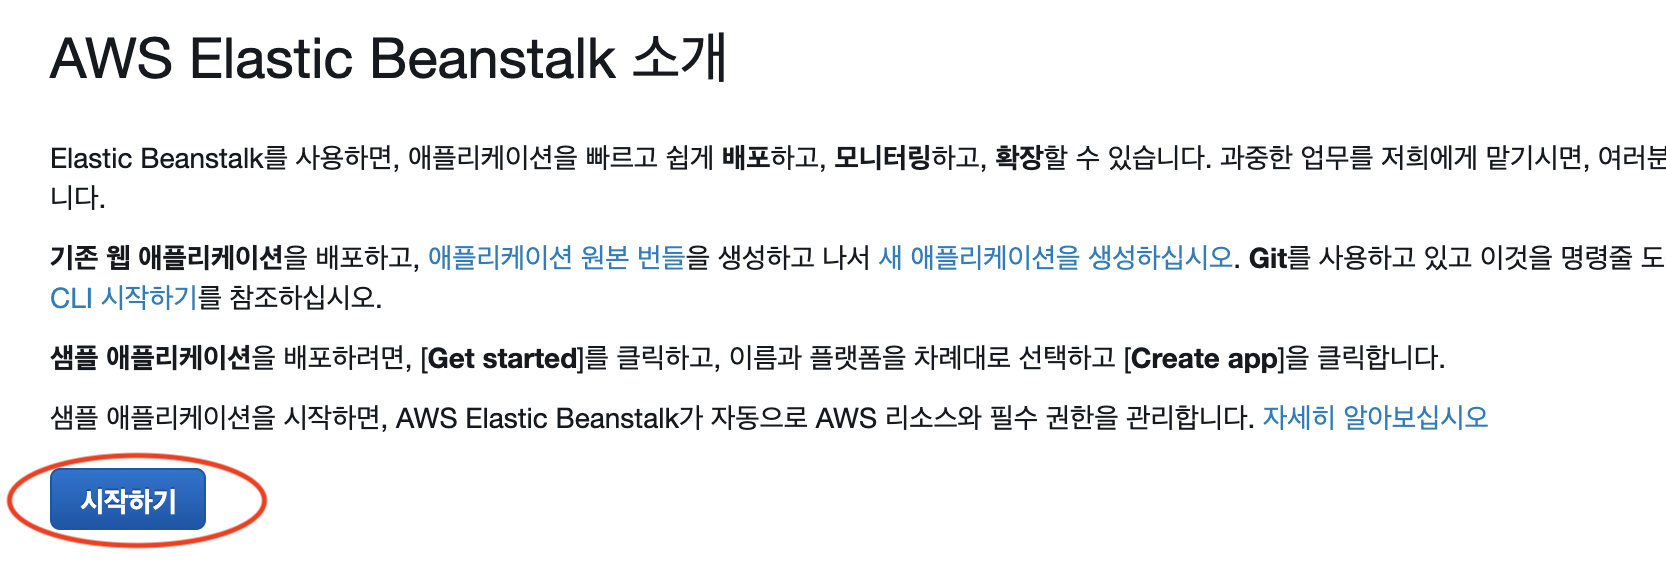 AWS Elastic Beanstalk 소개
Elastic Beanstalk를 사용하면, 애플리케이션을 빠르고 쉽게 배포하고, 모니터링하고, 확장할 수 있습니다. 과중한 업무를 저희에게 맡기시면, 여러분
니다.
기존 웹 애플리케이션을 배포하고, 애플리케이션 원본 번들을 생성하고 나서 새 애플리케이션을 생성하십시오. Git를 사용하고 있고 이것을 명령줄 도
CLI 시작하기를 참조하십시오.
샘플 애플리케이션을 배포하려면, [Get started]를 클릭하고, 이름과 플랫폼을 차례대로 선택하고 [Create app]을 클릭합니다.
샘플 애플리케이션을 시작하면, AWS Elastic Beanstalk가 자동으로 AWS 리소스와 필수 권한을 관리합니다. 자세히 알아보십시오
시작하기